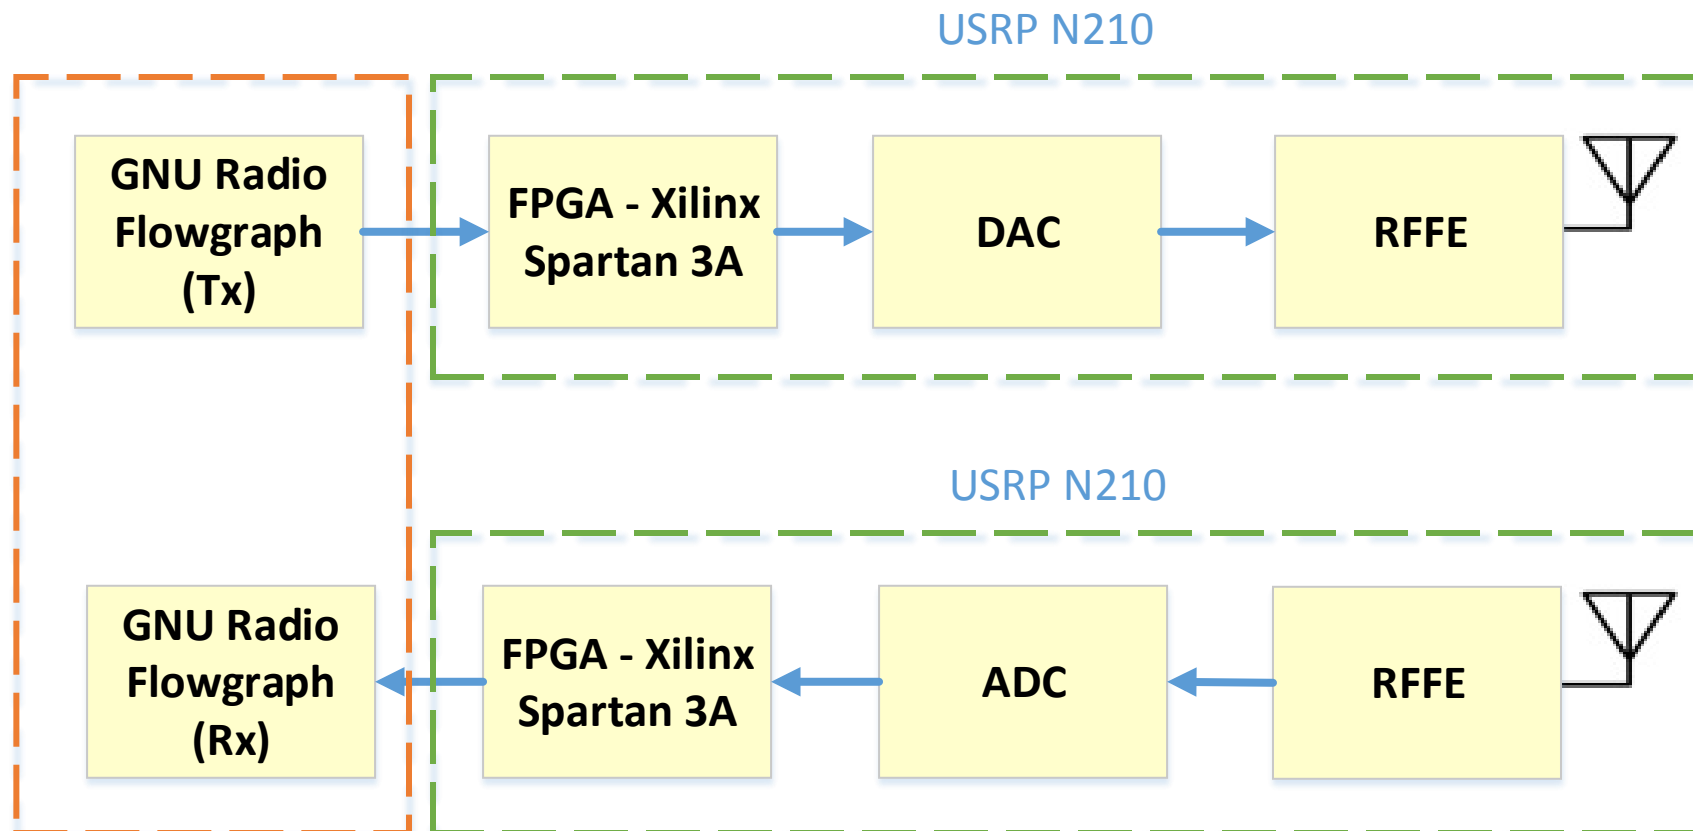 USRP N210
GNU Radio
Flowgraph
(Tx)
FPGA - Xilinx
Spartan 3A
DAC
RFFE
USRP N210
GNU Radio
Flowgraph
(Rx)
FPGA - Xilinx
Spartan 3A
ADC
RFFE